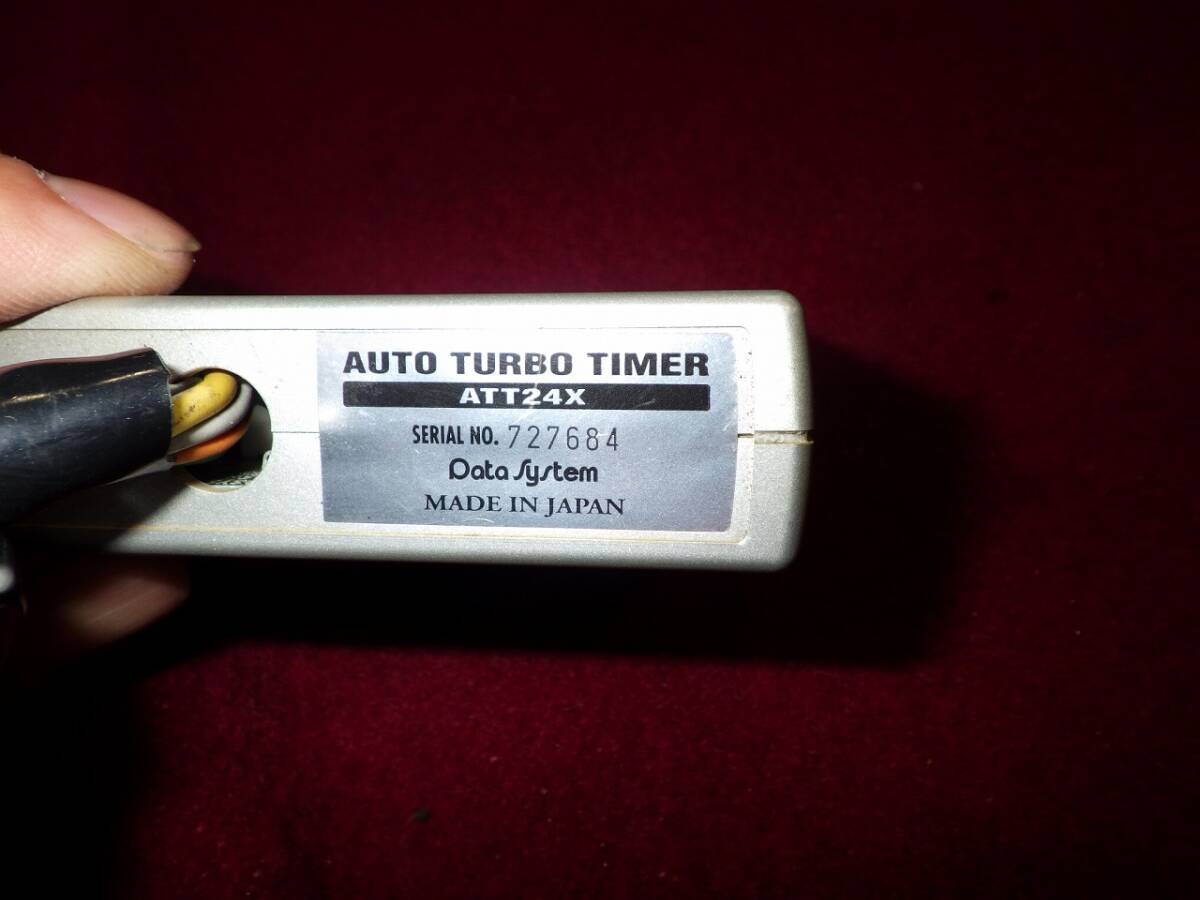 AUTO TURBO TIMER
ATT24X
SERIAL NO. 727684
Data System
MADE IN JAPAN